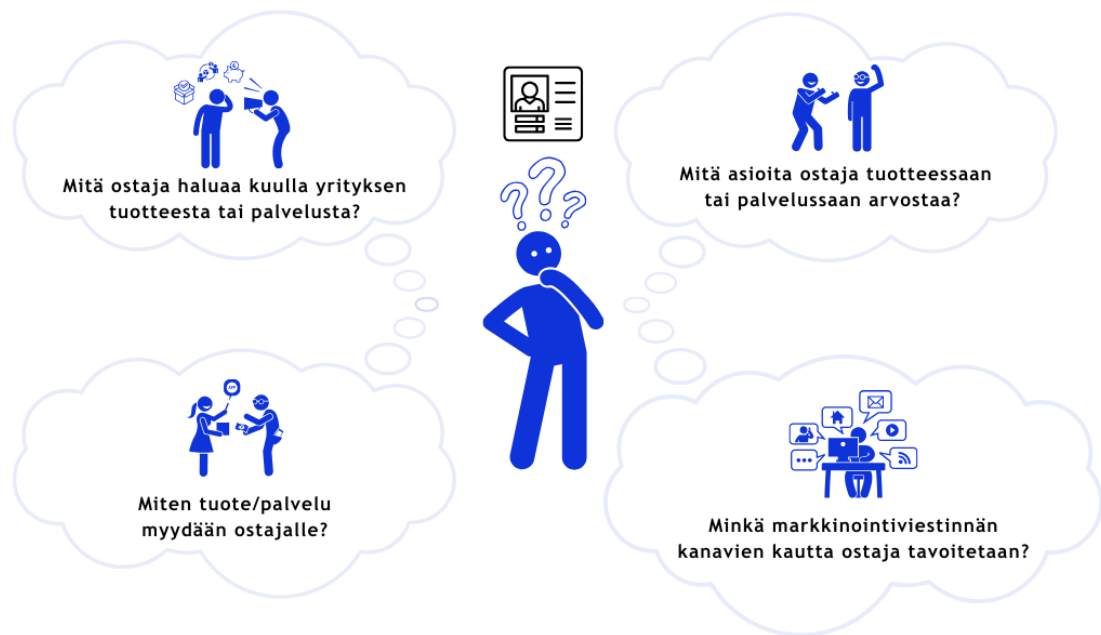 Mitä ostaja haluaa kuulla yrityksen
tuotteesta tai palvelusta?
Mitä asioita ostaja tuotteessaan
tai palvelussaan arvostaa?
Miten tuote/palvelu
myydään ostajalle?
Minkä markkinointiviestinnän
kanavien kautta ostaja tavoitetaan?